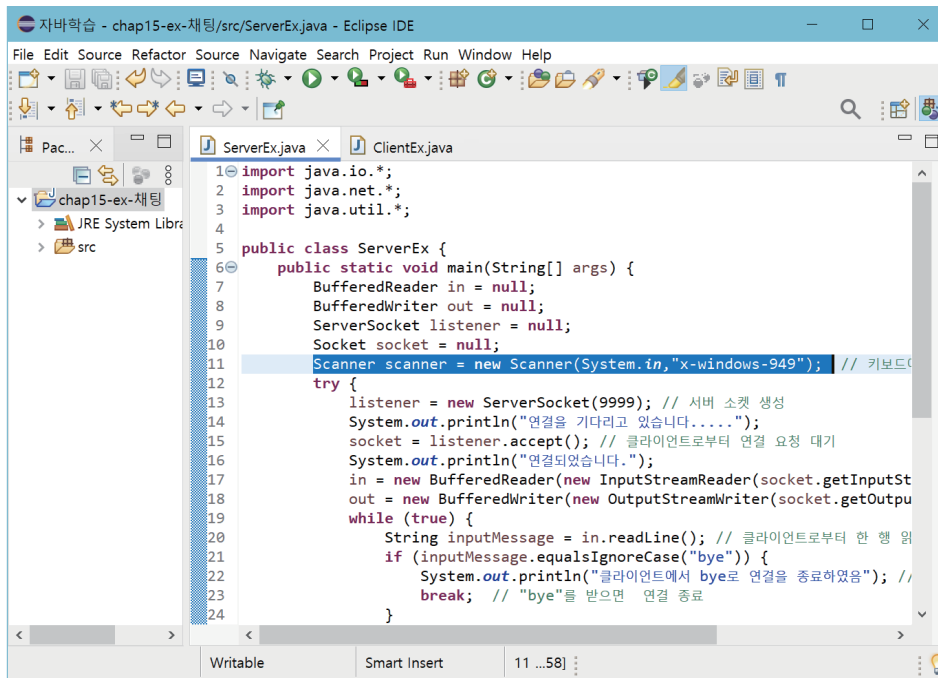 자바학습 - chap15-ex-채팅/src/ServerEx.java - Eclipse IDE
File Edit Source Refactor Source Navigate Search Project Run Window Help
Pac...
ServerEx.java
ClientEx.java
chap15-ex-채팅
JRE System Libra
src
1 import java.io.*;
2 import java.net.*;
3 import java.util.*;
4
5 public class ServerEx {
6 public static void main(String[] args) {
7 BufferedReader in = null;
8 BufferedWriter out = null;
9 ServerSocket listener = null;
10 Socket socket = null;
11 Scanner scanner = new Scanner(System.in,"x-windows-949"); // 키보드에
12 try {
13 listener = new ServerSocket(9999); // 서버 소켓 생성
14 System.out.println("연결을 기다리고 있습니다.....");
15 socket = listener.accept(); // 클라이언트로부터 연결 요청 대기
16 System.out.println("연결되었습니다.");
17 in = new BufferedReader(new InputStreamReader(socket.getInputSt
18 out = new BufferedWriter(new OutputStreamWriter(socket.getOutpu
19 while (true) {
20 String inputMessage = in.readLine(); // 클라이언트로부터 한 행 읽
21 if (inputMessage.equalsIgnoreCase("bye")) {
22 System.out.println("클라이언트에서 bye로 연결을 종료하였음"); //
23 break; // "bye"를 받으면 연결 종료
24 }
Writable
Smart Insert
11 ...58]